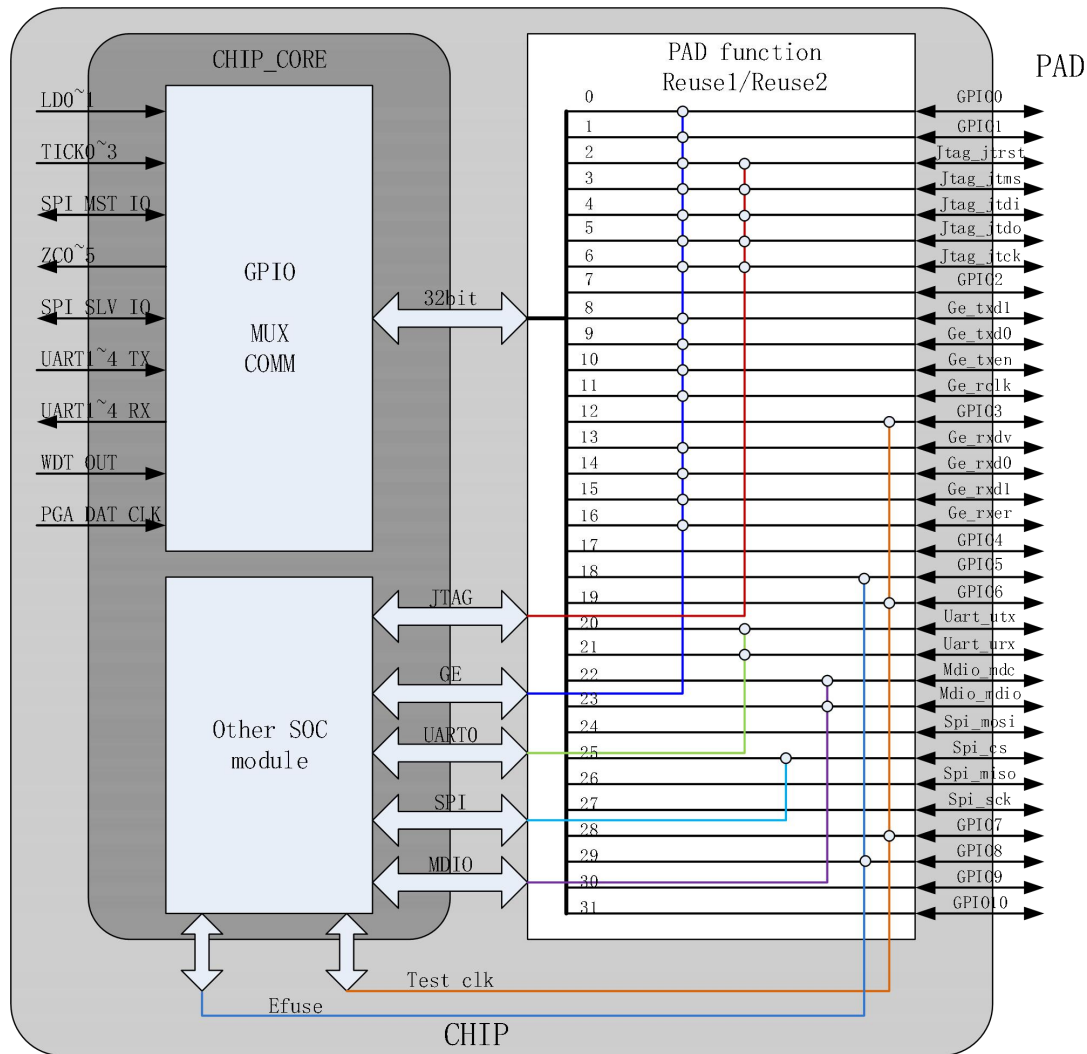 CHIP_CORE
PAD function
Reuse1/Reuse2
PAD
LD0~1
TICK0~3
SPI MST IO
ZC0~5
SPI SLV IO
UART1~4 TX
UART1~4 RX
WDT OUT
PGA DAT CLK
GPIO
MUX
COMM
32bit
Other SOC
module
JTAG
GE
UART0
SPI
MDIO
0 GPIO0
1 GPIO1
2 Jtag_jtrst
3 Jtag_jtms
4 Jtag_jtdi
5 Jtag_jtdo
6 Jtag_jtck
7 GPIO2
8 Ge_txd1
9 Ge_txd0
10 Ge_txen
11 Ge_rclk
12 GPIO3
13 Ge_rxdv
14 Ge_rxd0
15 Ge_rxd1
16 Ge_rxer
17 GPIO4
18 GPIO5
19 GPIO6
20 Uart_utx
21 Uart_urx
22 Mdio_mdc
23 Mdio_mdio
24 Spi_mosi
25 Spi_cs
26 Spi_miso
27 Spi_sck
28 GPIO7
29 GPIO8
30 GPIO9
31 GPIO10
Test clk
Efuse
CHIP